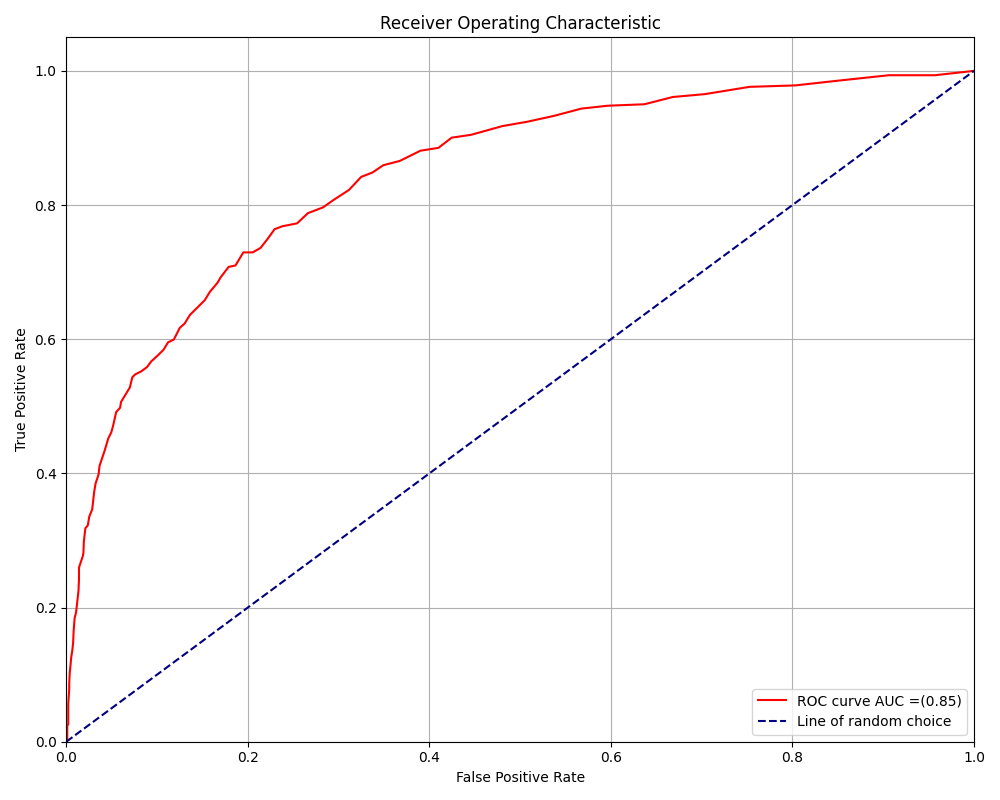 Receiver Operating Characteristic
1.0
0.8
0.6
0.4
0.2
0.0
True Positive Rate
ROC curve AUC =(0.85)
Line of random choice
0.0 0.2 0.4 0.6 0.8 1.0
False Positive Rate